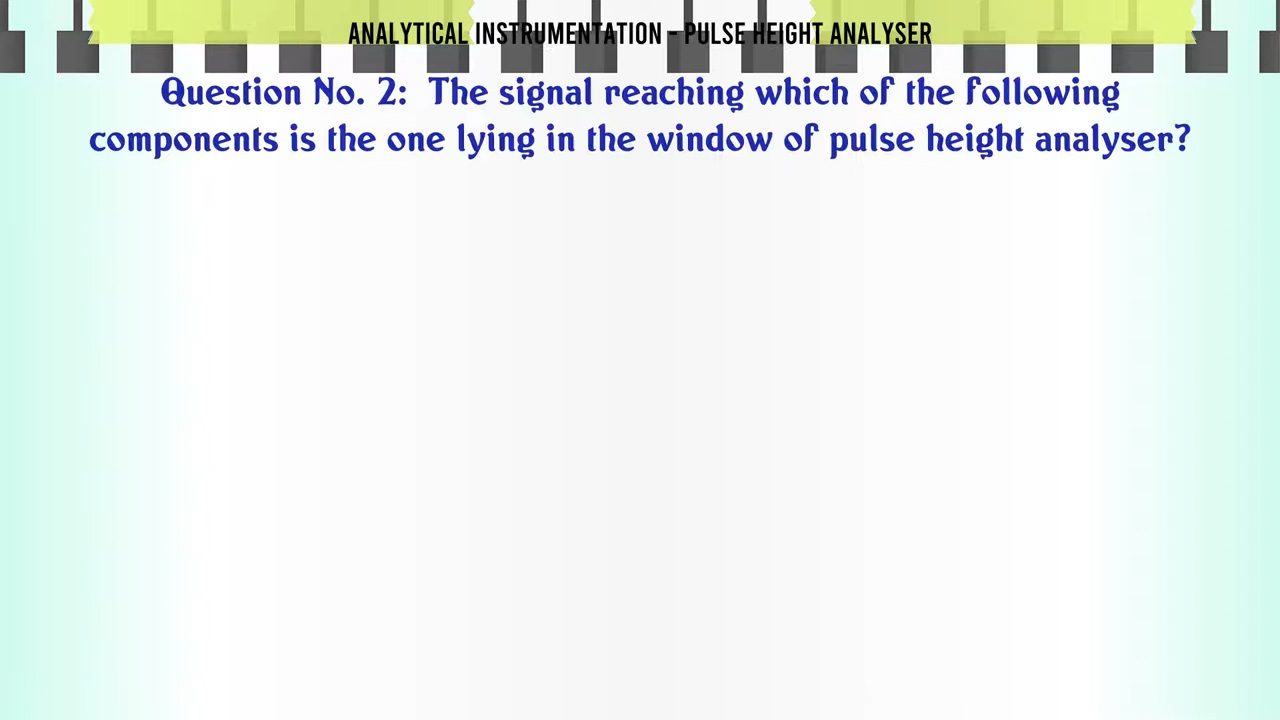 ANALYTICAL INSTRUMENTATION - PULSE HEIGHT ANALYSER
Question No. 2: The signal reaching which of the following
components is the one lying in the window of pulse height analyser?